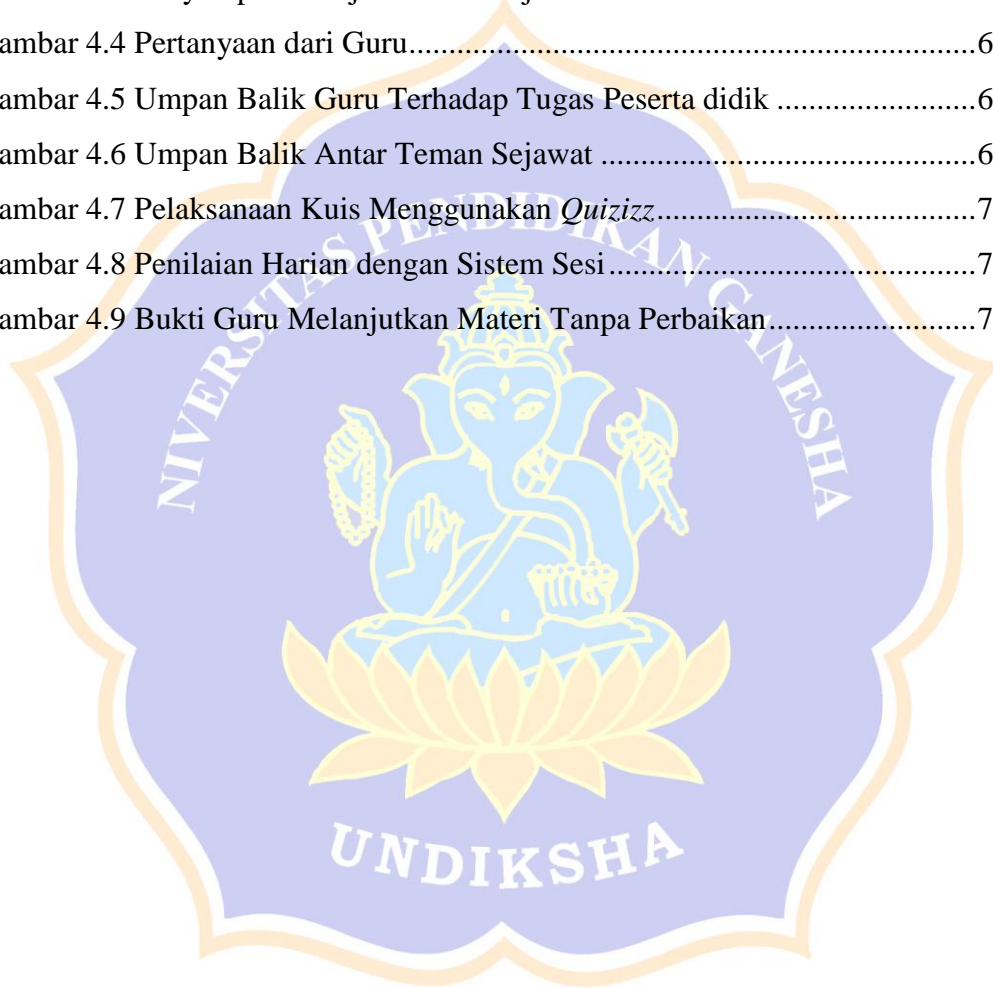 ambar 4.4 Pertanyaan dari Guru........................................................................6
ambar 4.5 Umpan Balik Guru Terhadap Tugas Peserta didik .........................6
ambar 4.6 Umpan Balik Antar Teman Sejawat ...............................................6
ambar 4.7 Pelaksanaan Kuis Menggunakan Quizizz........................................7
ambar 4.8 Penilaian Harian dengan Sistem Sesi..............................................7
ambar 4.9 Bukti Guru Melanjutkan Materi Tanpa Perbaikan..........................7
NIVERSITAS PENDIDIKAN GANESHA
UNDIKSHA